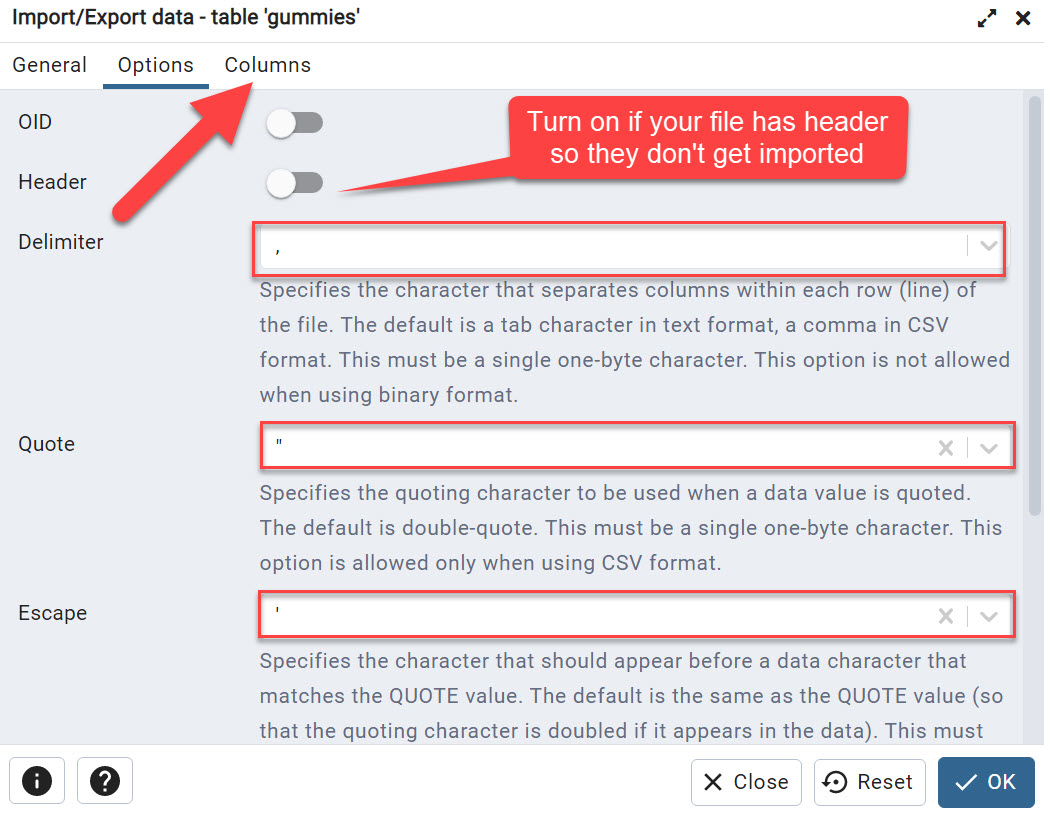 Import/Export data - table 'gummies'
General Options Columns
OID
Header
Turn on if your file has header
so they don't get imported
Delimiter
,
Specifies the character that separates columns within each row (line) of
the file. The default is a tab character in text format, a comma in CSV
format. This must be a single one-byte character. This option is not allowed
when using binary format.
Quote
"
Specifies the quoting character to be used when a data value is quoted.
The default is double-quote. This must be a single one-byte character. This
option is allowed only when using CSV format.
Escape
'
Specifies the character that should appear before a data character that
matches the QUOTE value. The default is the same as the QUOTE value (so
that the quoting character is doubled if it appears in the data). This must
Close Reset OK